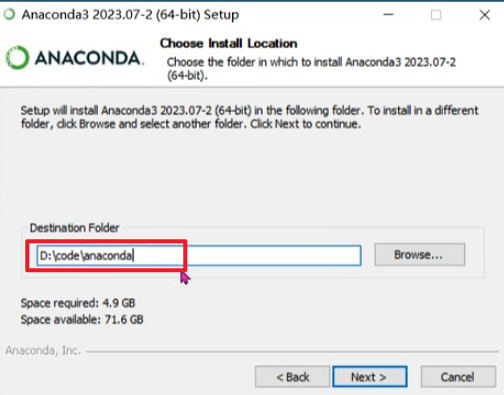 Anaconda3 2023.07-2 (64-bit) Setup
ANACONDA.
Choose Install Location
Choose the folder in which to install Anaconda3 2023.07-2
(64-bit).
Setup will install Anaconda3 2023.07-2 (64-bit) in the following folder. To install in a different
folder, click Browse and select another folder. Click Next to continue.
Destination Folder
D:\code\anaconda
Browse...
Space required: 4.9 GB
Space available: 71.6 GB
Anaconda, Inc.
< Back
Next >
Cancel